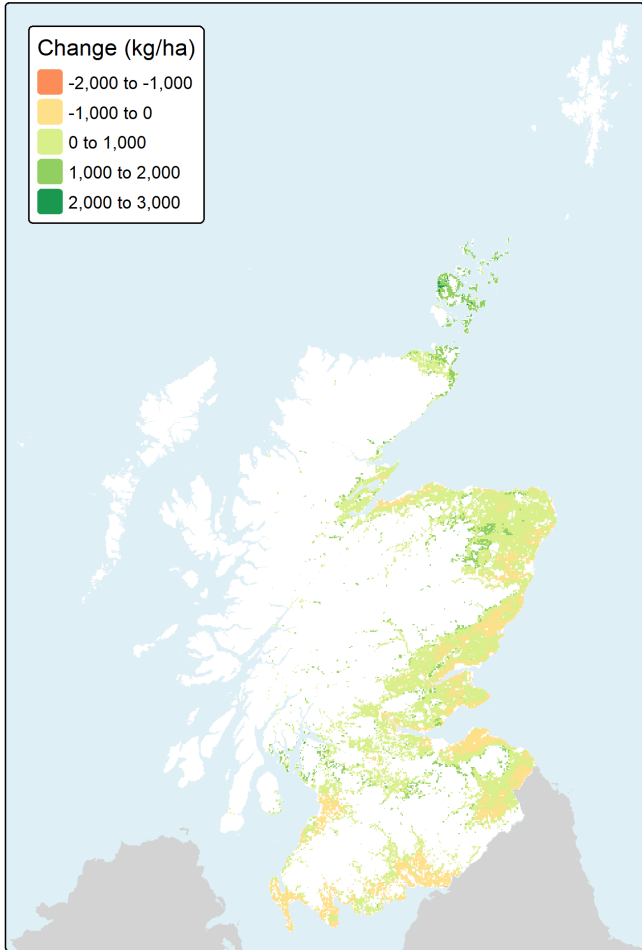 Change (kg/ha)
-2,000 to -1,000
-1,000 to 0
0 to 1,000
1,000 to 2,000
2,000 to 3,000